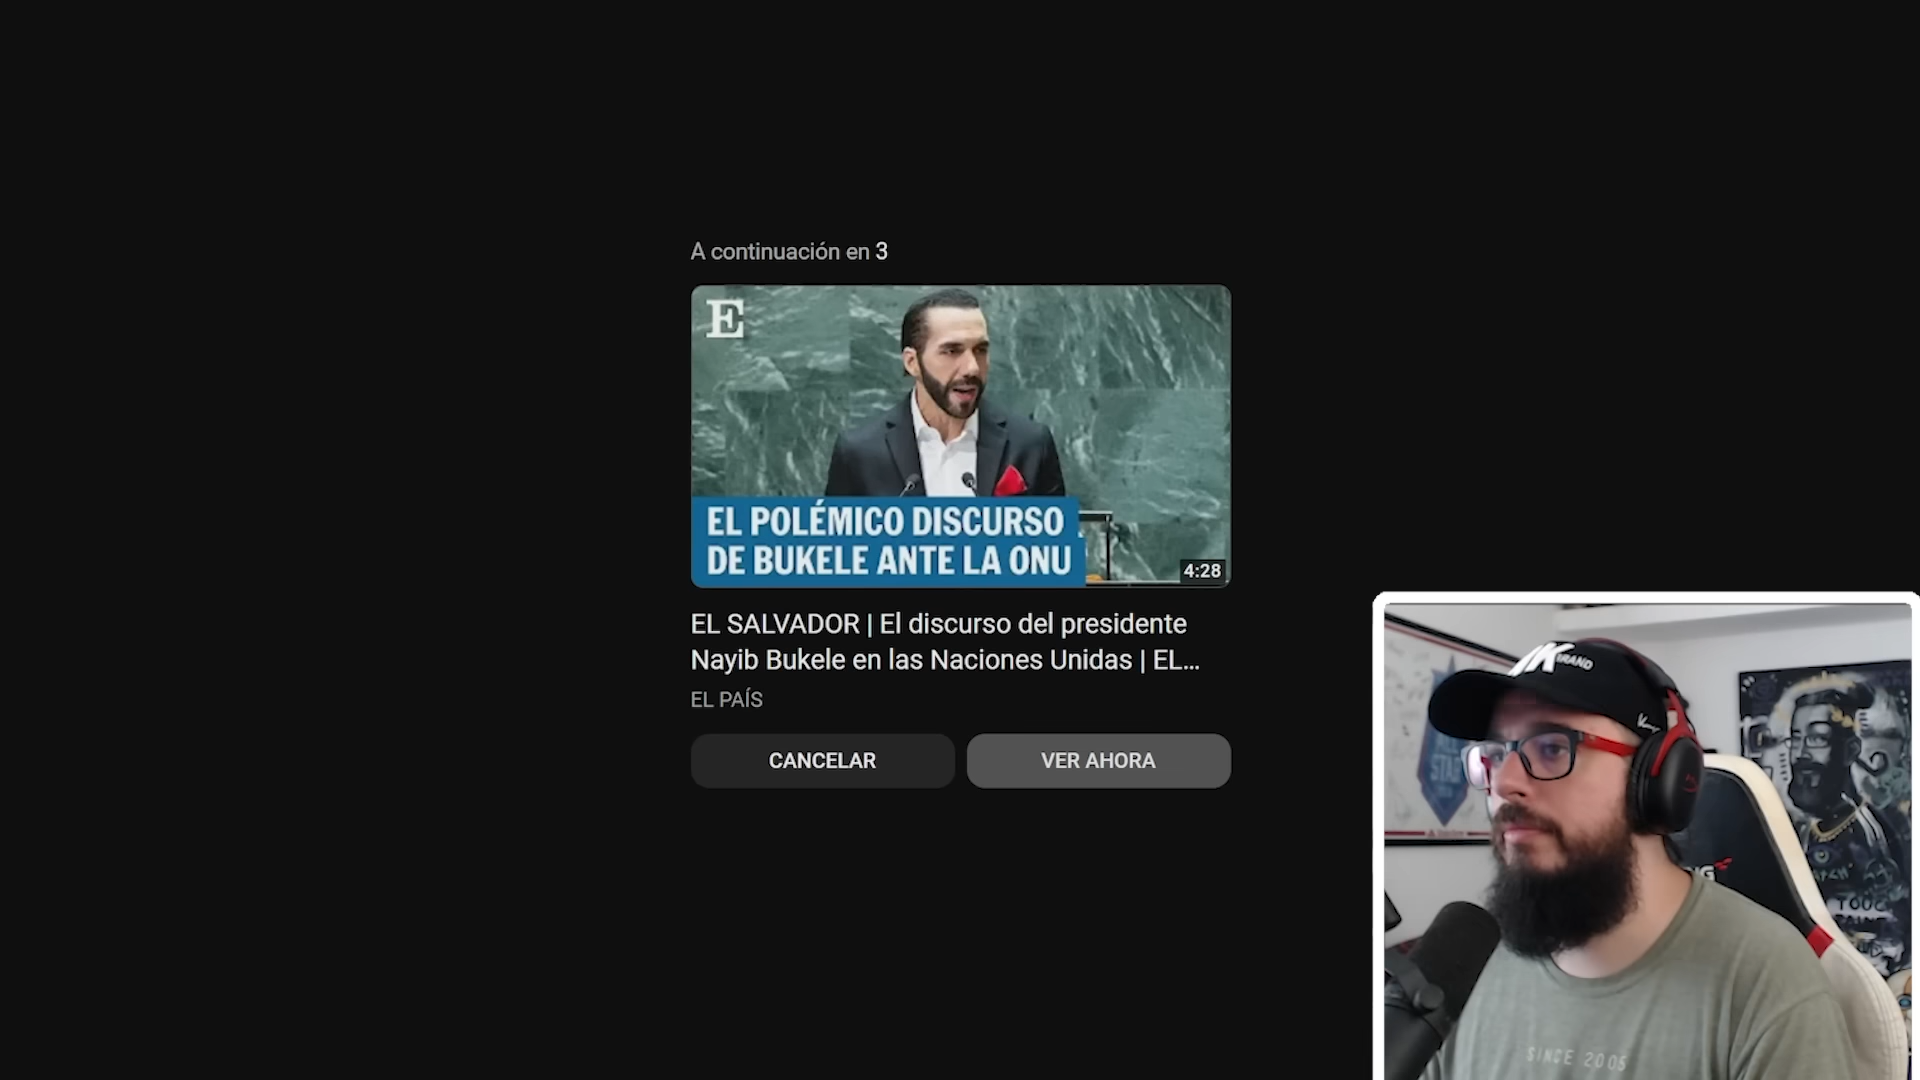 A continuación en 3
E
EL POLÉMICO DISCURSO
DE BUKELE ANTE LA ONU
4:28
EL SALVADOR | El discurso del presidente
Nayib Bukele en las Naciones Unidas | EL...
EL PAÍS
CANCELAR
VER AHORA
SINCE 2005